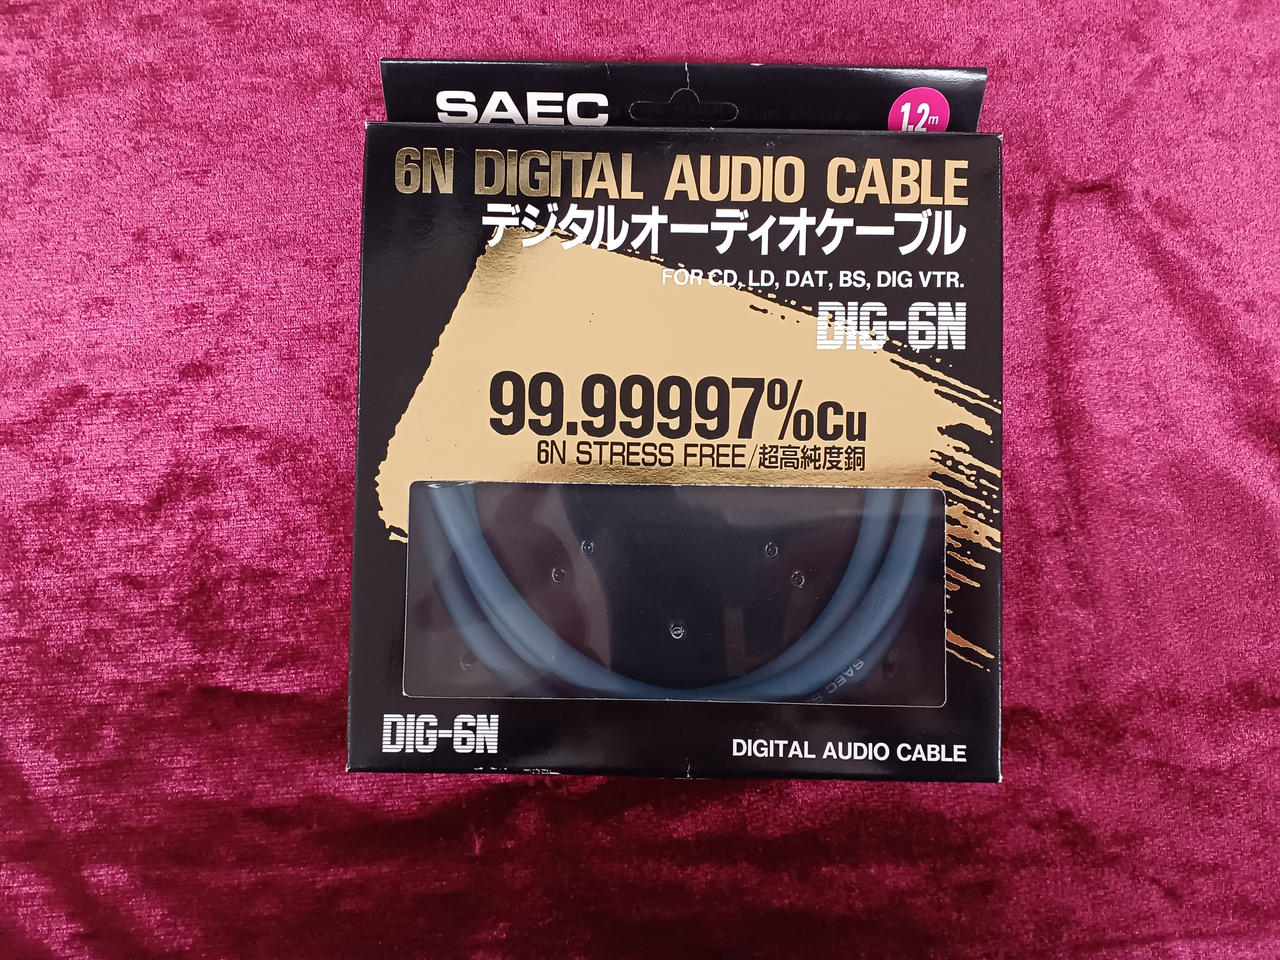 SAEC
1.2m
6N DIGITAL AUDIO CABLE
デジタルオーディオケーブル
FOR CD, LD, DAT, BS, DIG VTR.
DIG-6N
99.99997%Cu
6N STRESS FREE/超高純度銅
SAEC
DIG-6N
DIGITAL AUDIO CABLE